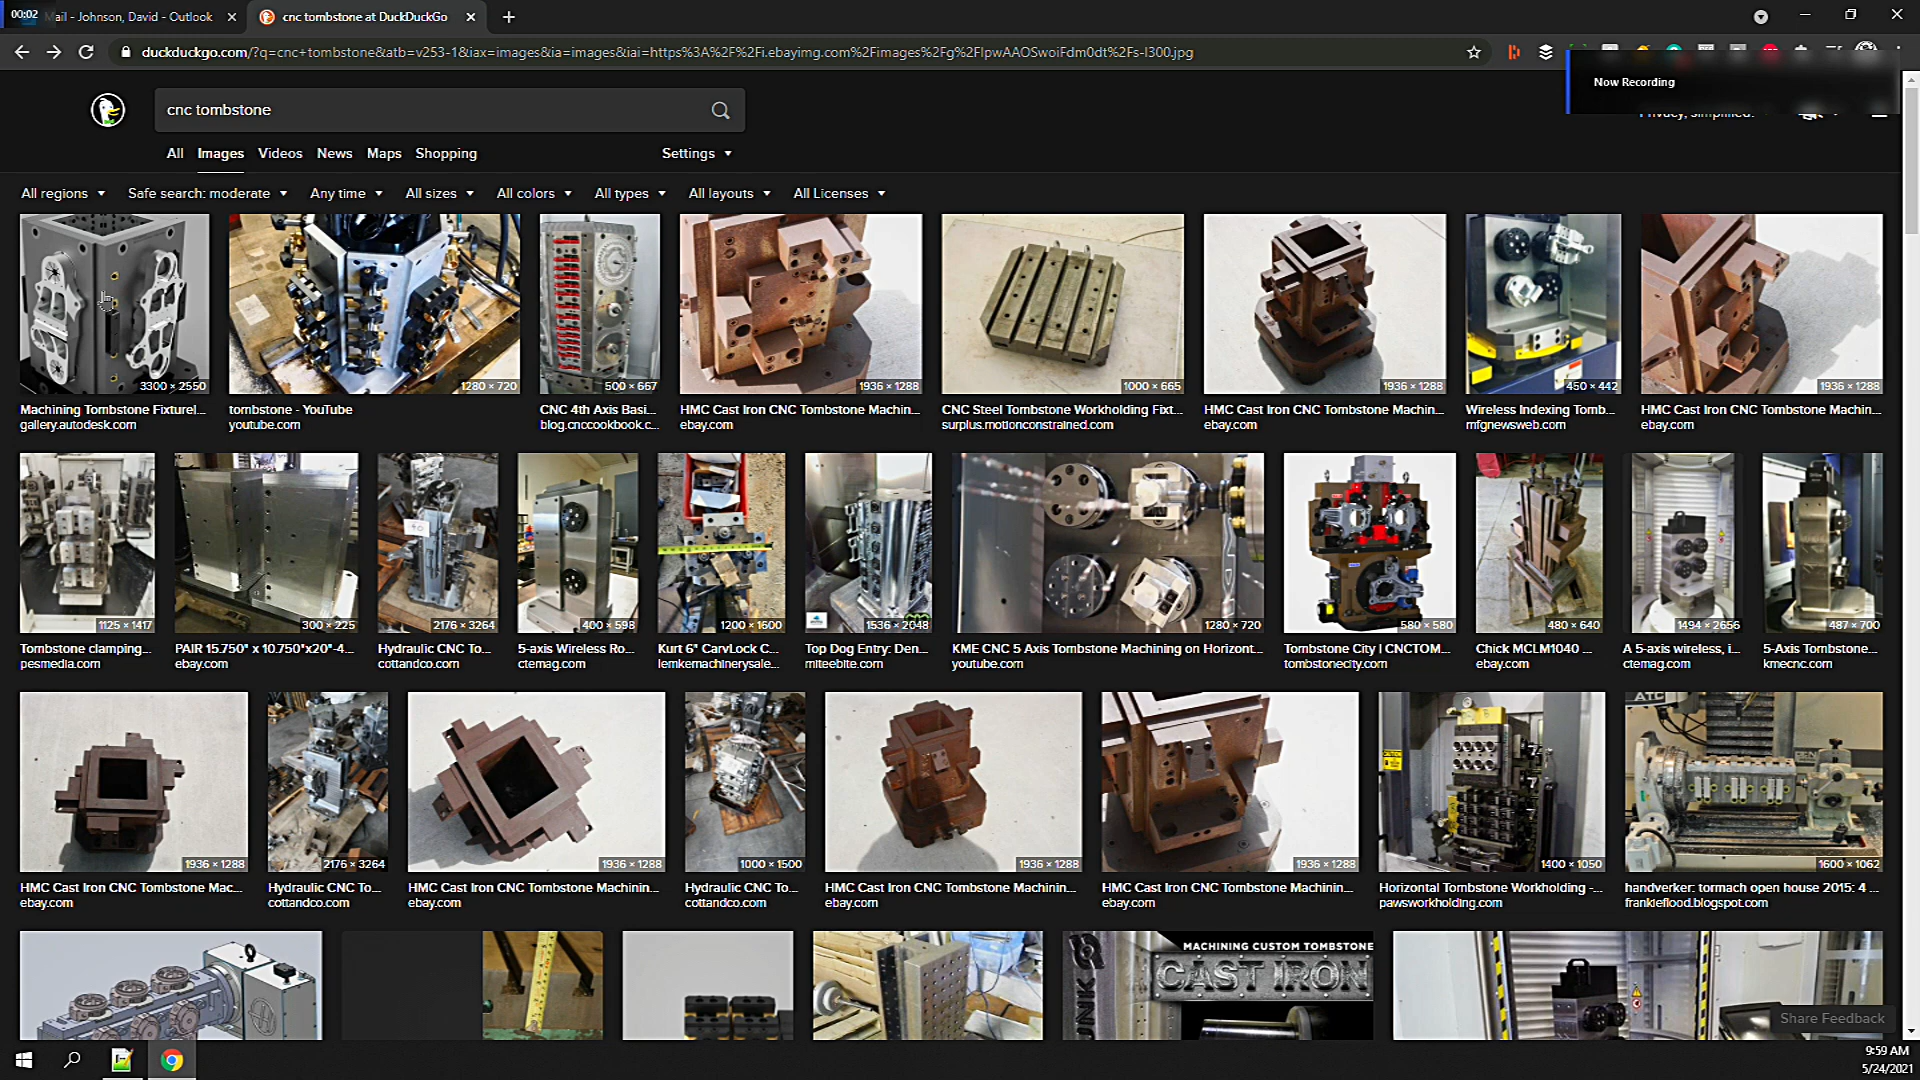 00:02
Mail - Johnson, David - Outlook
cnc tombstone at DuckDuckGo
duckduckgo.com/?q=cnc+tombstone&atb=v253-1&iax=images&ia=images&iai=https%3A%2F%2Fi.ebayimg.com%2Fimages%2Fg%2FlpwAAOSwoiFdm0dt%2Fs-l300.jpg
Now Recording
Privacy, simplified.
cnc tombstone
All Images Videos News Maps Shopping Settings
All regions Safe search: moderate Any time All sizes All colors All types All layouts All Licenses
3300 × 2550 1280 × 720 500 × 667 1936 × 1288 1000 × 665 1936 × 1288 450 × 442 1936 × 1288
Machining Tombstone Fixturel... tombstone - YouTube CNC 4th Axis Basi... HMC Cast Iron CNC Tombstone Machin... CNC Steel Tombstone Workholding Fixt... HMC Cast Iron CNC Tombstone Machin... Wireless Indexing Tomb... HMC Cast Iron CNC Tombstone Machin...
gallery.autodesk.com youtube.com blog.cnccookbook.c... ebay.com surplus.motionconstrained.com ebay.com mfgnewsweb.com ebay.com
1125 × 1417 300 × 225 2176 × 3264 400 × 598 1200 × 1600 1536 × 2048 1280 × 720 580 × 580 480 × 640 1494 × 2656 487 × 700
Tombstone clamping... PAIR 15.750" x 10.750"x20"-4... Hydraulic CNC To... 5-axis Wireless Ro... Kurt 6" CarvLock C... Top Dog Entry: Den... KME CNC 5 Axis Tombstone Machining on Horizont... Tombstone City | CNCTOM... Chick MCLM1040 ... A 5-axis wireless, i... 5-Axis Tombstone...
pesmedia.com ebay.com cottandco.com ctemag.com lemkemachinerysale... miteebite.com youtube.com tombstonecity.com ebay.com ctemag.com kmecnc.com
1936 × 1288 2176 × 3264 1936 × 1288 1000 × 1500 1936 × 1288 1936 × 1288 1400 × 1050 1600 × 1062
HMC Cast Iron CNC Tombstone Mac... Hydraulic CNC To... HMC Cast Iron CNC Tombstone Machinin... Hydraulic CNC To... HMC Cast Iron CNC Tombstone Machinin... HMC Cast Iron CNC Tombstone Machinin... Horizontal Tombstone Workholding -... handverker: tormach open house 2015: 4 ...
ebay.com cottandco.com ebay.com cottandco.com ebay.com ebay.com pawsworkholding.com frankieflood.blogspot.com
MACHINING CUSTOM TOMBSTONE
CAST IRON
Share Feedback
9:59 AM
5/24/2021